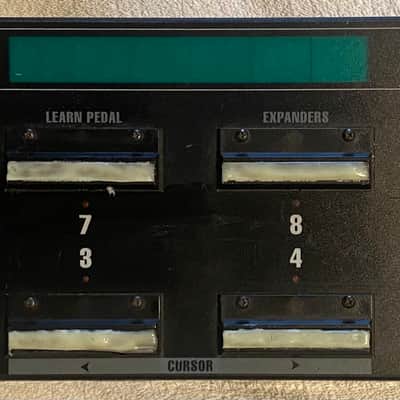 LEARN PEDAL EXPANDERS
7 8
3 4
< CURSOR >